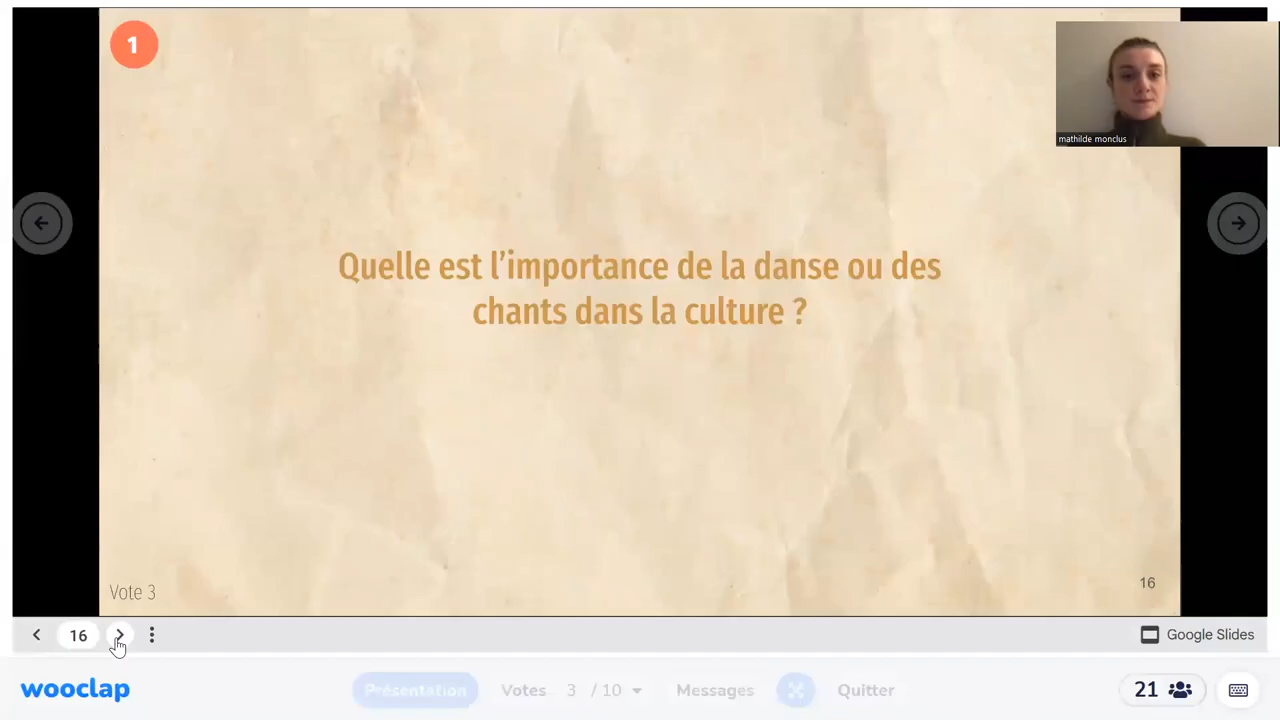 1
mathilde monclus
Quelle est l’importance de la danse ou des
chants dans la culture ?
Vote 3
16
16
Google Slides
wooclap
Présentation
Votes 3 / 10
Messages
Quitter
21